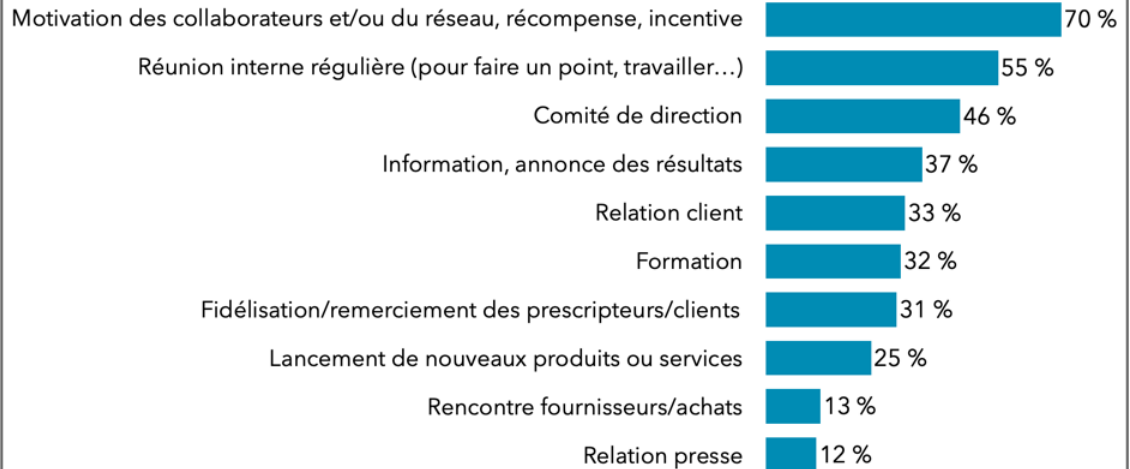 Motivation des collaborateurs et/ou du réseau, récompense, incentive 70 %
Réunion interne régulière (pour faire un point, travailler…) 55 %
Comité de direction 46 %
Information, annonce des résultats 37 %
Relation client 33 %
Formation 32 %
Fidélisation/remerciement des prescripteurs/clients 31 %
Lancement de nouveaux produits ou services 25 %
Rencontre fournisseurs/achats 13 %
Relation presse 12 %